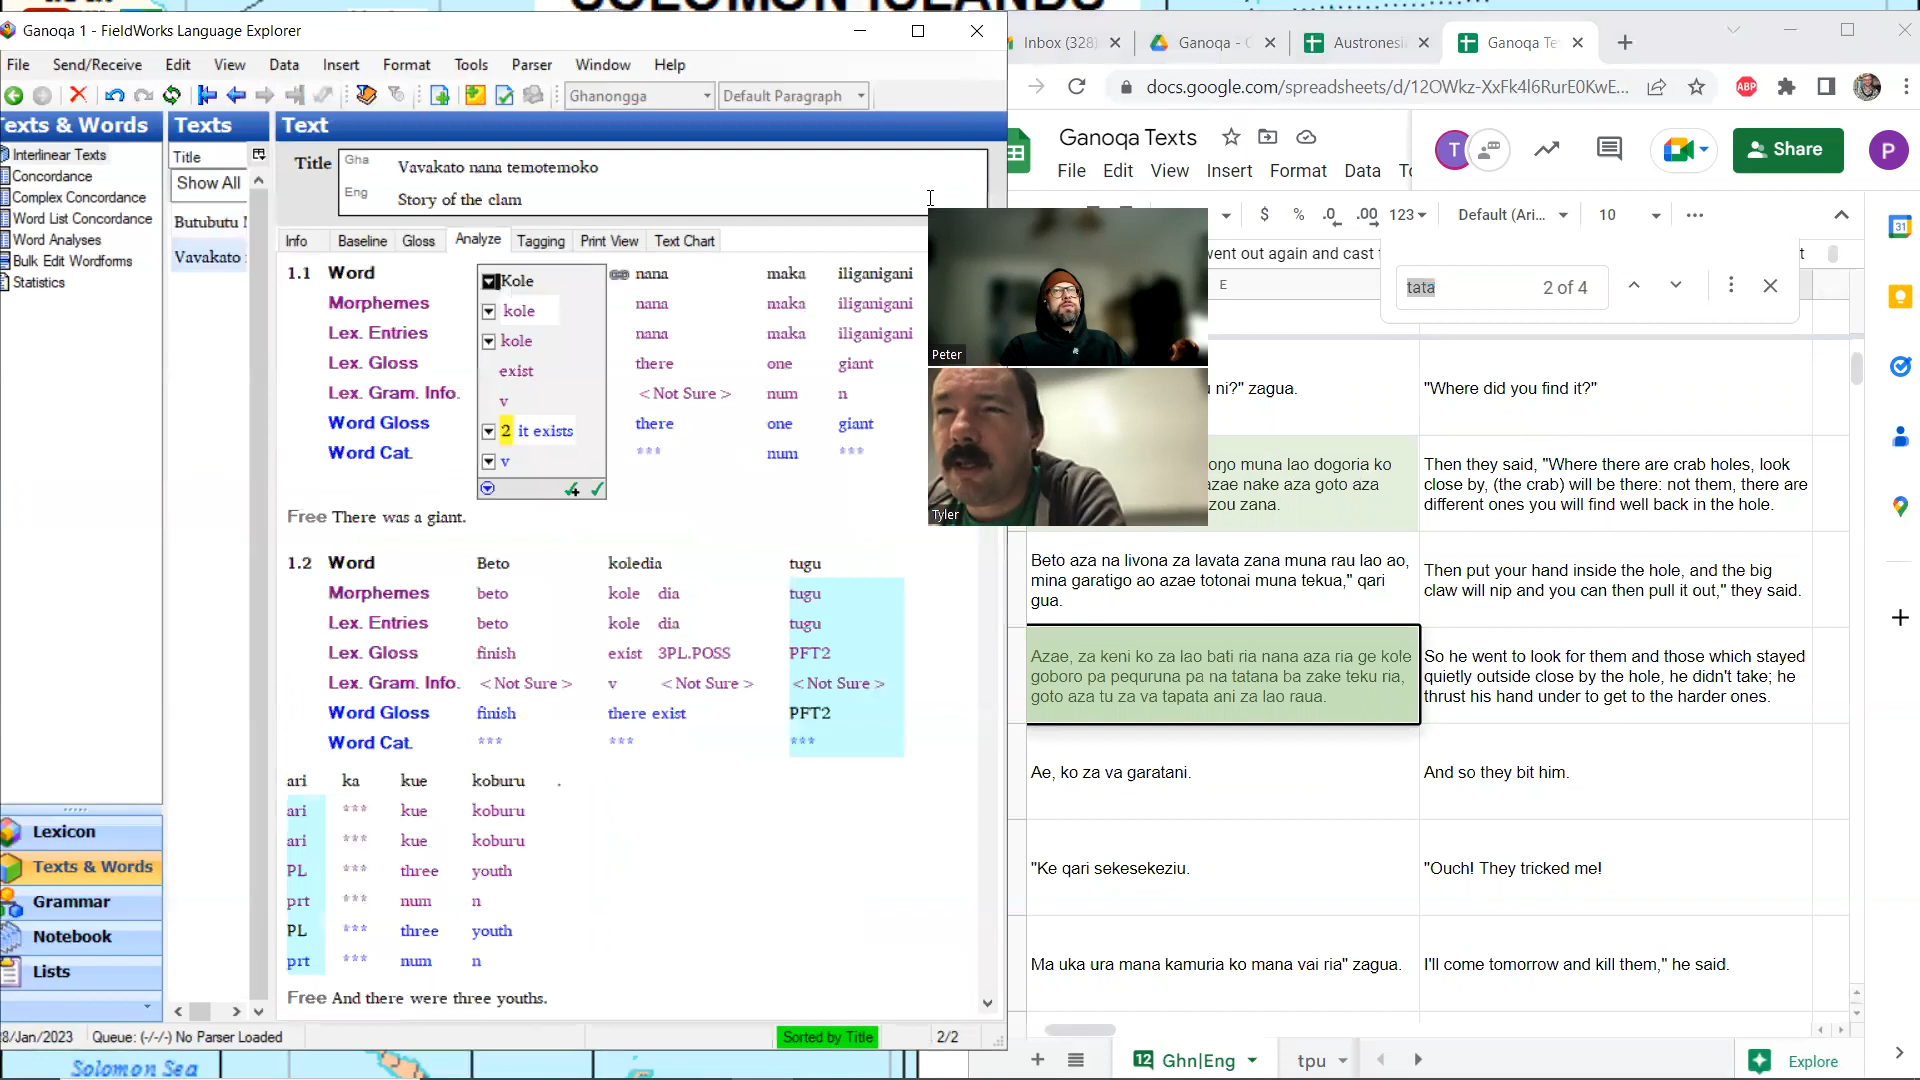 SOLOMON ISLANDS
Ganoqa 1 - FieldWorks Language Explorer
File Send/Receive Edit View Data Insert Format Tools Parser Window Help
Ghanongga
Default Paragraph
Texts & Words
Interlinear Texts
Concordance
Complex Concordance
Word List Concordance
Word Analyses
Bulk Edit Wordforms
Statistics
Lexicon
Texts & Words
Grammar
Notebook
Lists
Texts
Title
Show All
Butubutu
Vavakato
Text
Title
Gha Vavakato nana temotemoko
Eng Story of the clam
Info Baseline Gloss Analyze Tagging Print View Text Chart
1.1 Word Kole nana maka iliganigani
Morphemes kole nana maka iliganigani
Lex. Entries kole nana maka iliganigani
Lex. Gloss exist there one giant
Lex. Gram. Info. v <Not Sure> num n
Word Gloss 2 it exists there one giant
Word Cat. v *** num ***
Free There was a giant.
1.2 Word Beto koledia tugu
Morphemes beto kole dia tugu
Lex. Entries beto kole dia tugu
Lex. Gloss finish exist 3PL.POSS PFT2
Lex. Gram. Info. <Not Sure> v <Not Sure> <Not Sure>
Word Gloss finish there exist PFT2
Word Cat. *** *** ***
ari ka kue koburu .
ari *** kue koburu
ari *** kue koburu
PL *** three youth
prt *** num n
PL *** three youth
prt *** num n
Free And there were three youths.
8/Jan/2023 Queue: (-/-/-) No Parser Loaded Sorted by Title 2/2
Solomon Sea
Peter
Tyler
Inbox (328)
Ganoqa -
Austronesi
Ganoqa Te
docs.google.com/spreadsheets/d/12OWkz-XxFk4l6RurE0KwE...
ABP
Ganoqa Texts
File Edit View Insert Format Data
T
Share
P
$ % .0 .00 123 Default (Ari... 10
went out again and cast f
t
tata 2 of 4
E
ni?" zagua.
"Where did you find it?"
oŋo muna lao dogoria ko
azae nake aza goto aza
zou zana.
Then they said, "Where there are crab holes, look
close by, (the crab) will be there: not them, there are
different ones you will find well back in the hole.
Beto aza na livona za lavata zana muna rau lao ao,
mina garatigo ao azae totonai muna tekua," qari
gua.
Then put your hand inside the hole, and the big
claw will nip and you can then pull it out," they said.
Azae, za keni ko za lao bati ria nana aza ria ge kole
goboro pa pequruna pa na tatana ba zake teku ria,
goto aza tu za va tapata ani za lao raua.
So he went to look for them and those which stayed
quietly outside close by the hole, he didn't take; he
thrust his hand under to get to the harder ones.
Ae, ko za va garatani.
And so they bit him.
"Ke qari sekesekeziu.
"Ouch! They tricked me!
Ma uka ura mana kamuria ko mana vai ria" zagua.
I'll come tomorrow and kill them," he said.
12 Ghn|Eng
tpu
Explore
31